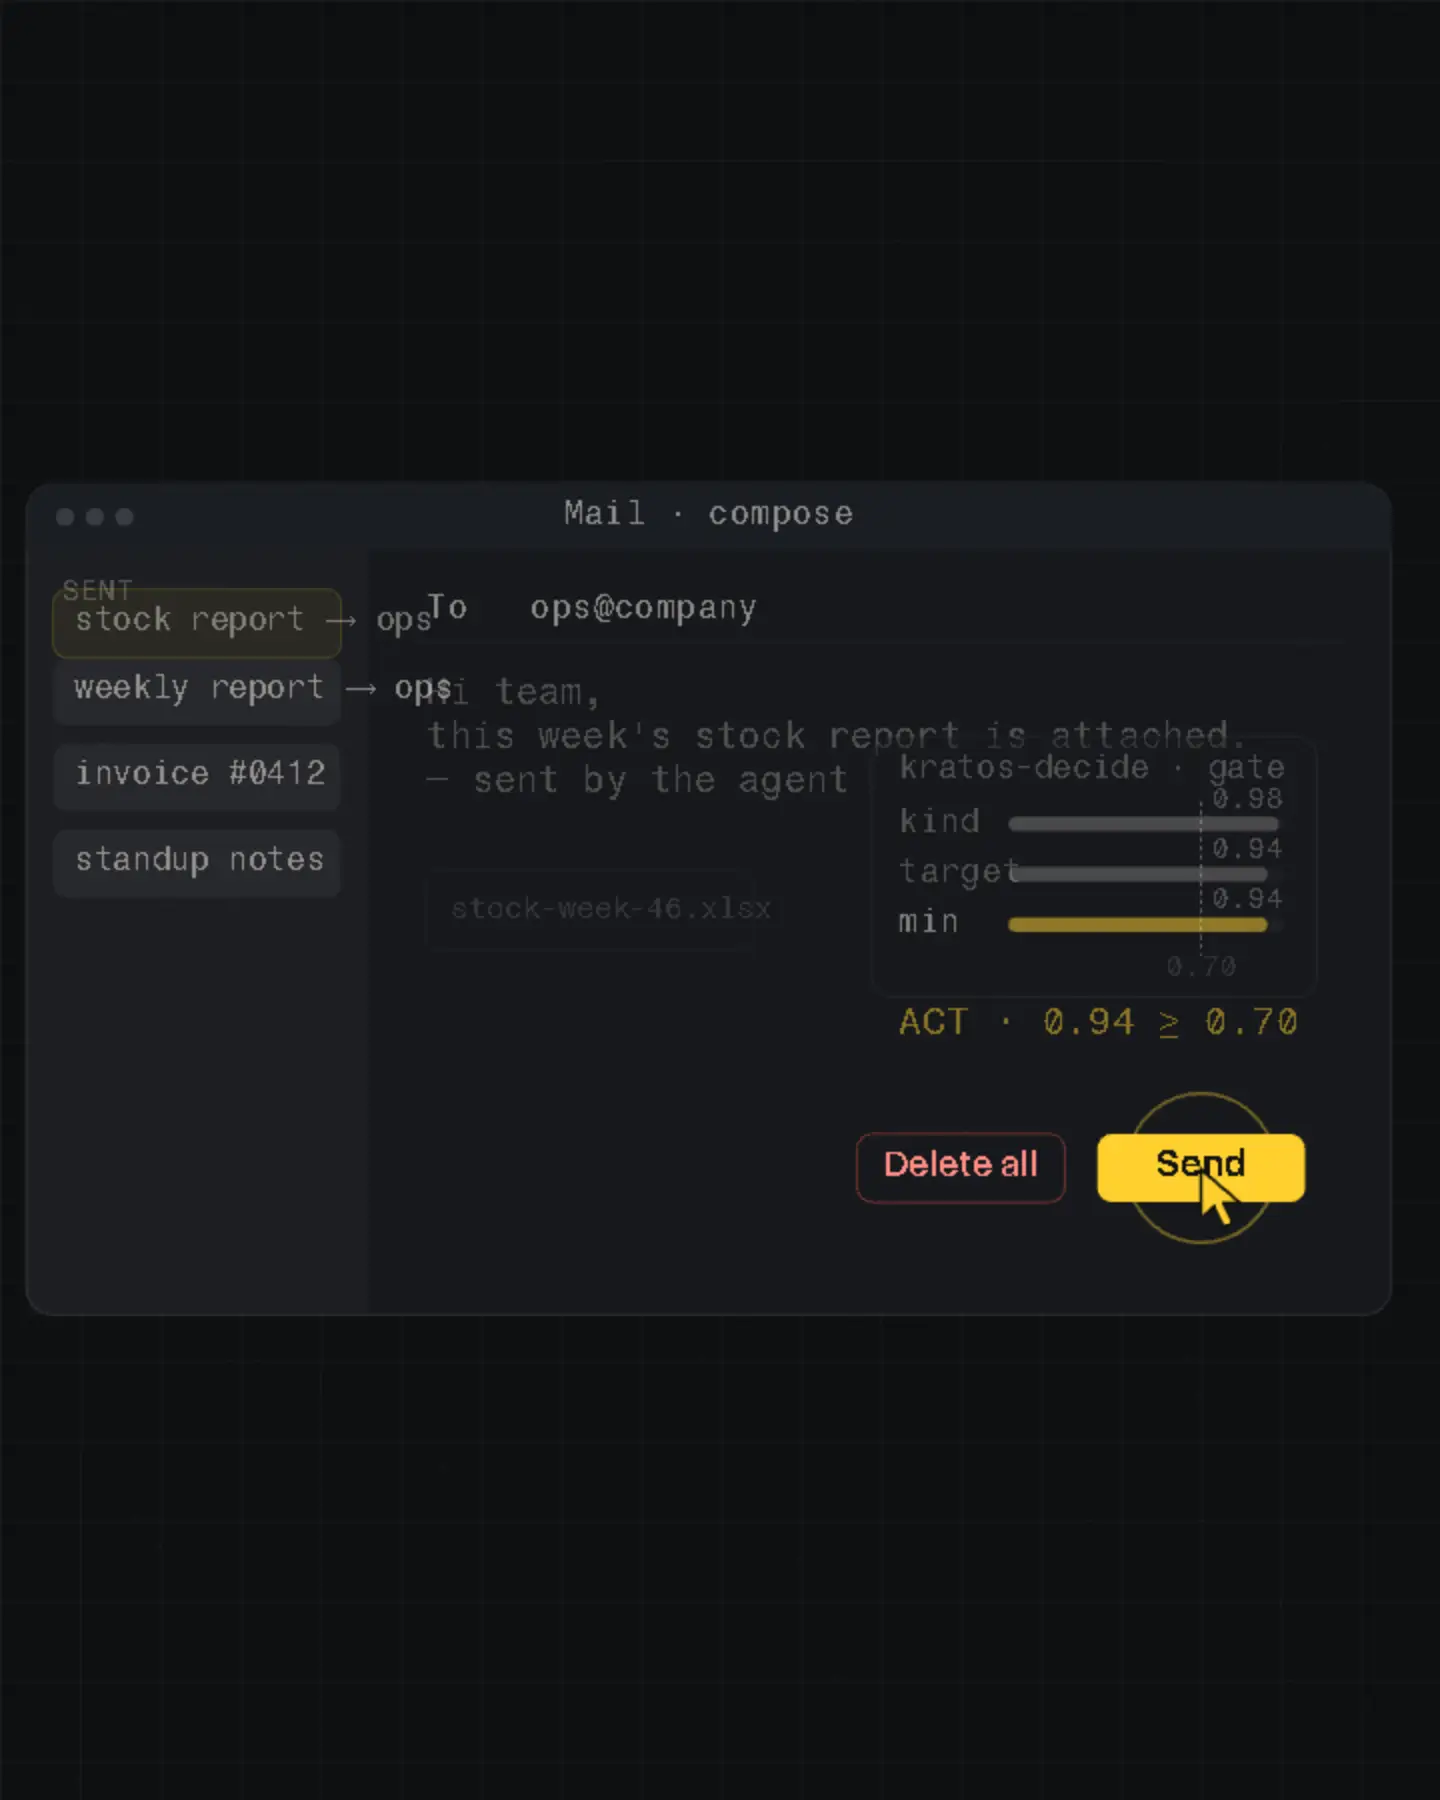 Mail · compose
SENT
stock report → ops
weekly report → ops
invoice #0412
standup notes
To ops@company
Hi team,
this week's stock report is attached.
— sent by the agent
stock-week-46.xlsx
kratos-decide · gate
kind 0.98
target 0.94
min 0.94
0.70
ACT · 0.94 ≥ 0.70
Delete all
Send